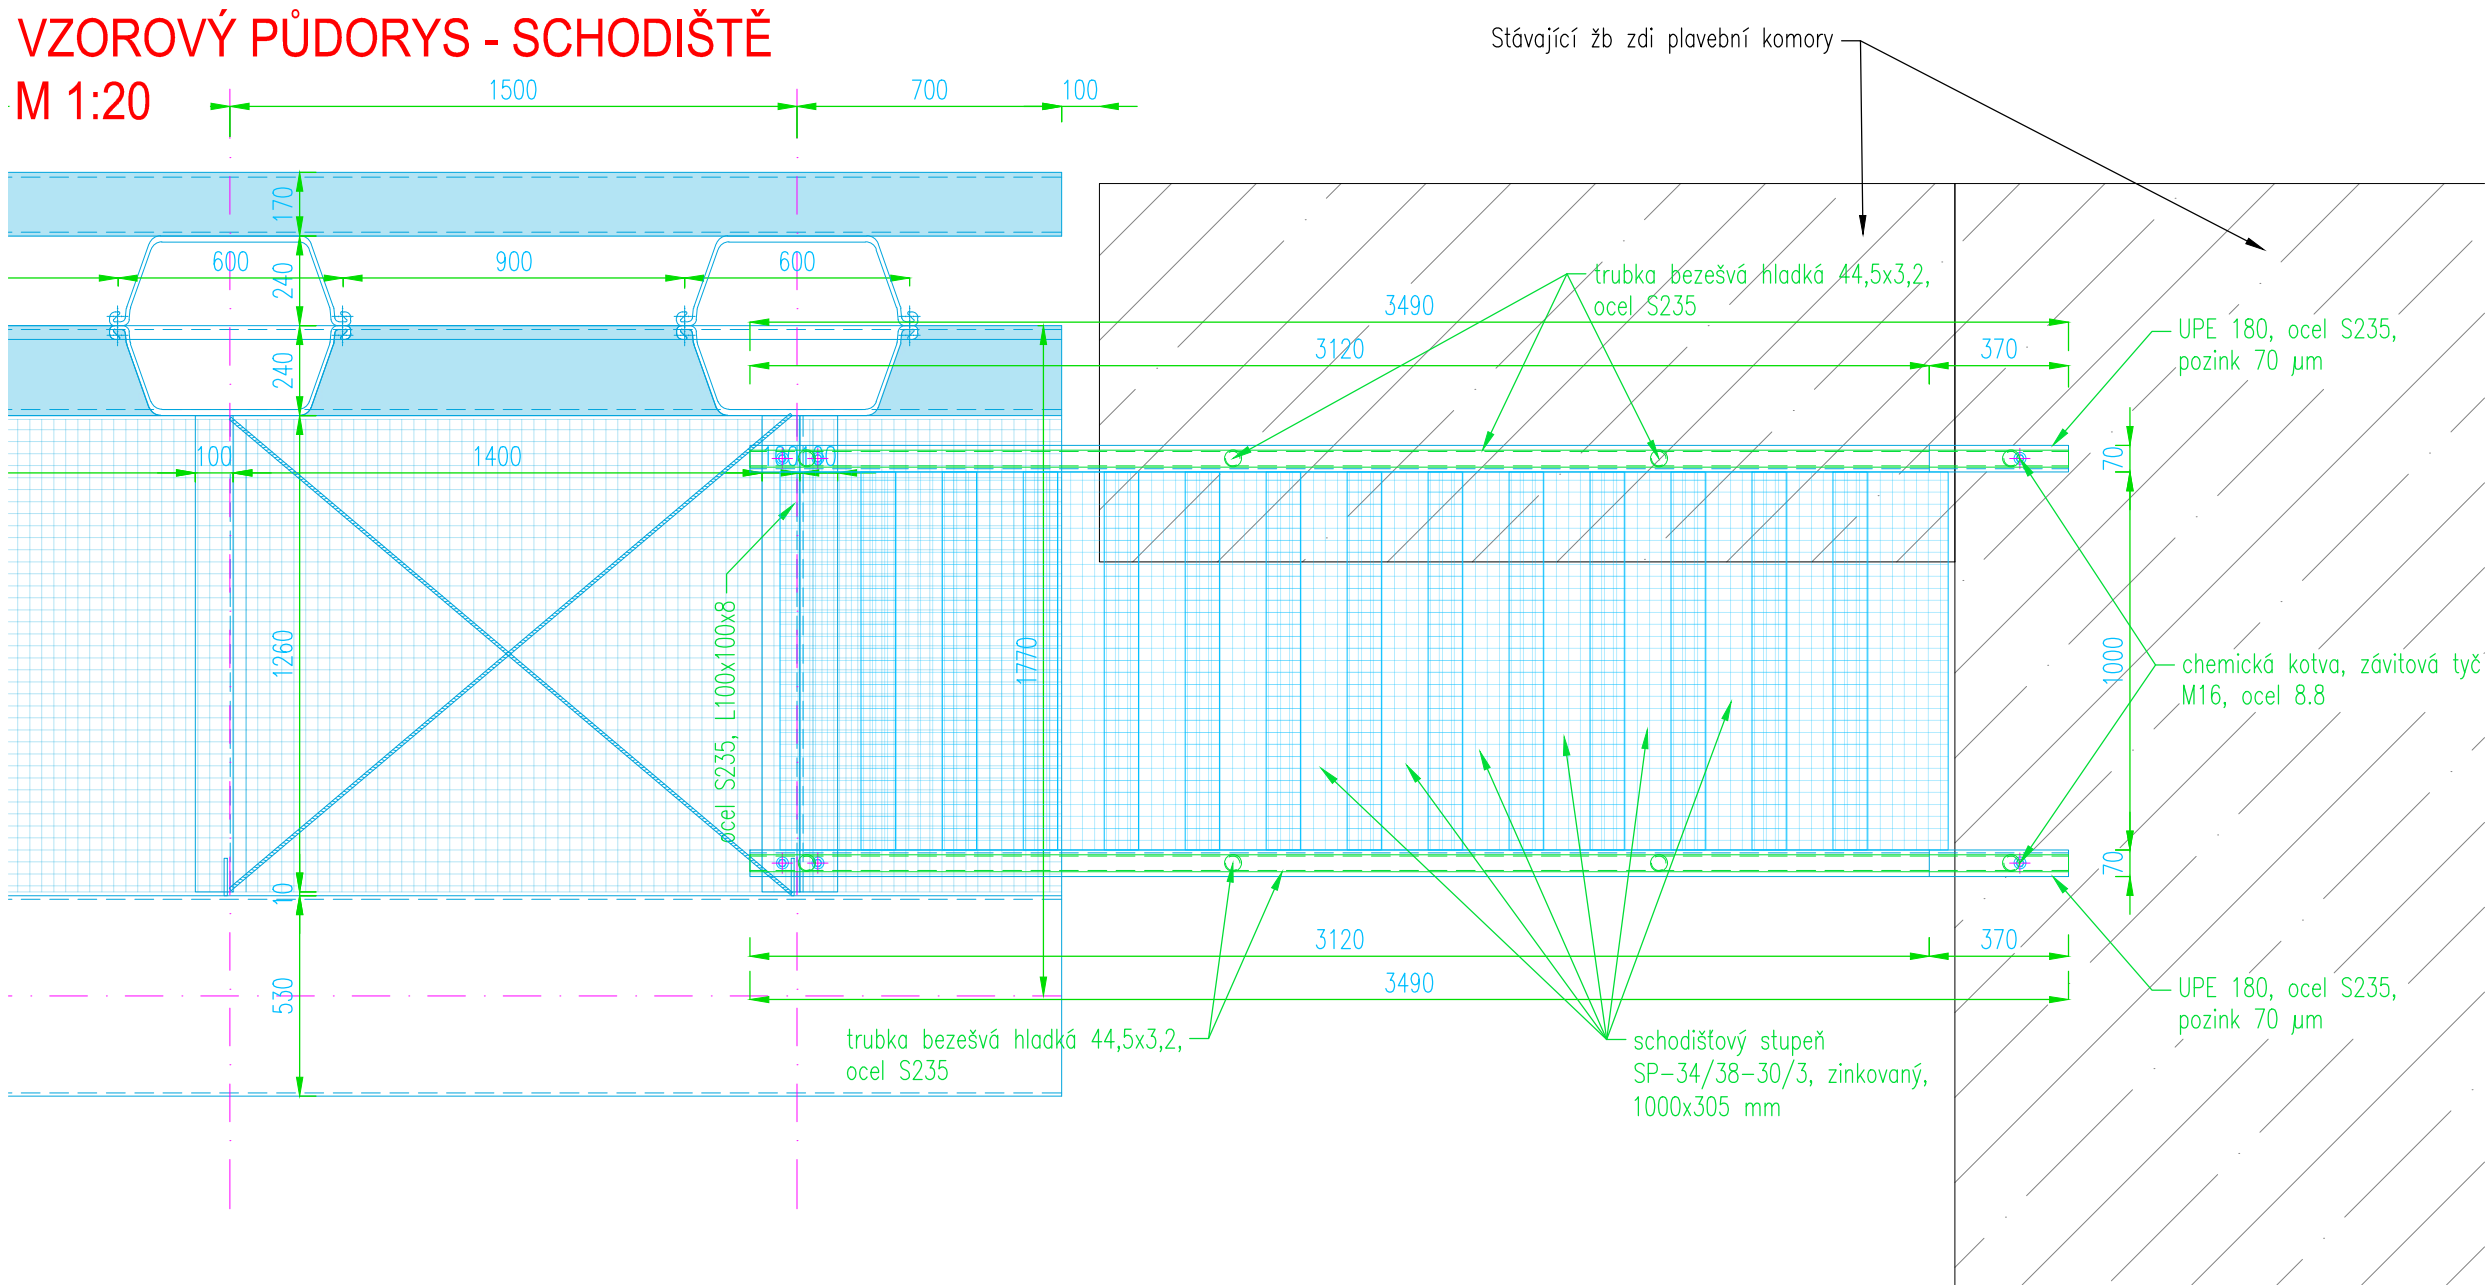 VZOROVÝ PŮDORYS - SCHODIŠTĚ
M 1:20
Stávající žb zdi plavební komory
1500
700
100
170
240
240
600
900
600
trubka bezešvá hladká 44,5x3,2,
ocel S235
3490
3120
370
UPE 180, ocel S235,
pozink 70 µm
100
1400
100
100
70
ocel S235, L100x100x8
1260
1770
1000
chemická kotva, závitová tyč
M16, ocel 8.8
70
10
530
3120
370
3490
UPE 180, ocel S235,
pozink 70 µm
trubka bezešvá hladká 44,5x3,2,
ocel S235
schodišťový stupeň
SP-34/38-30/3, zinkovaný,
1000x305 mm